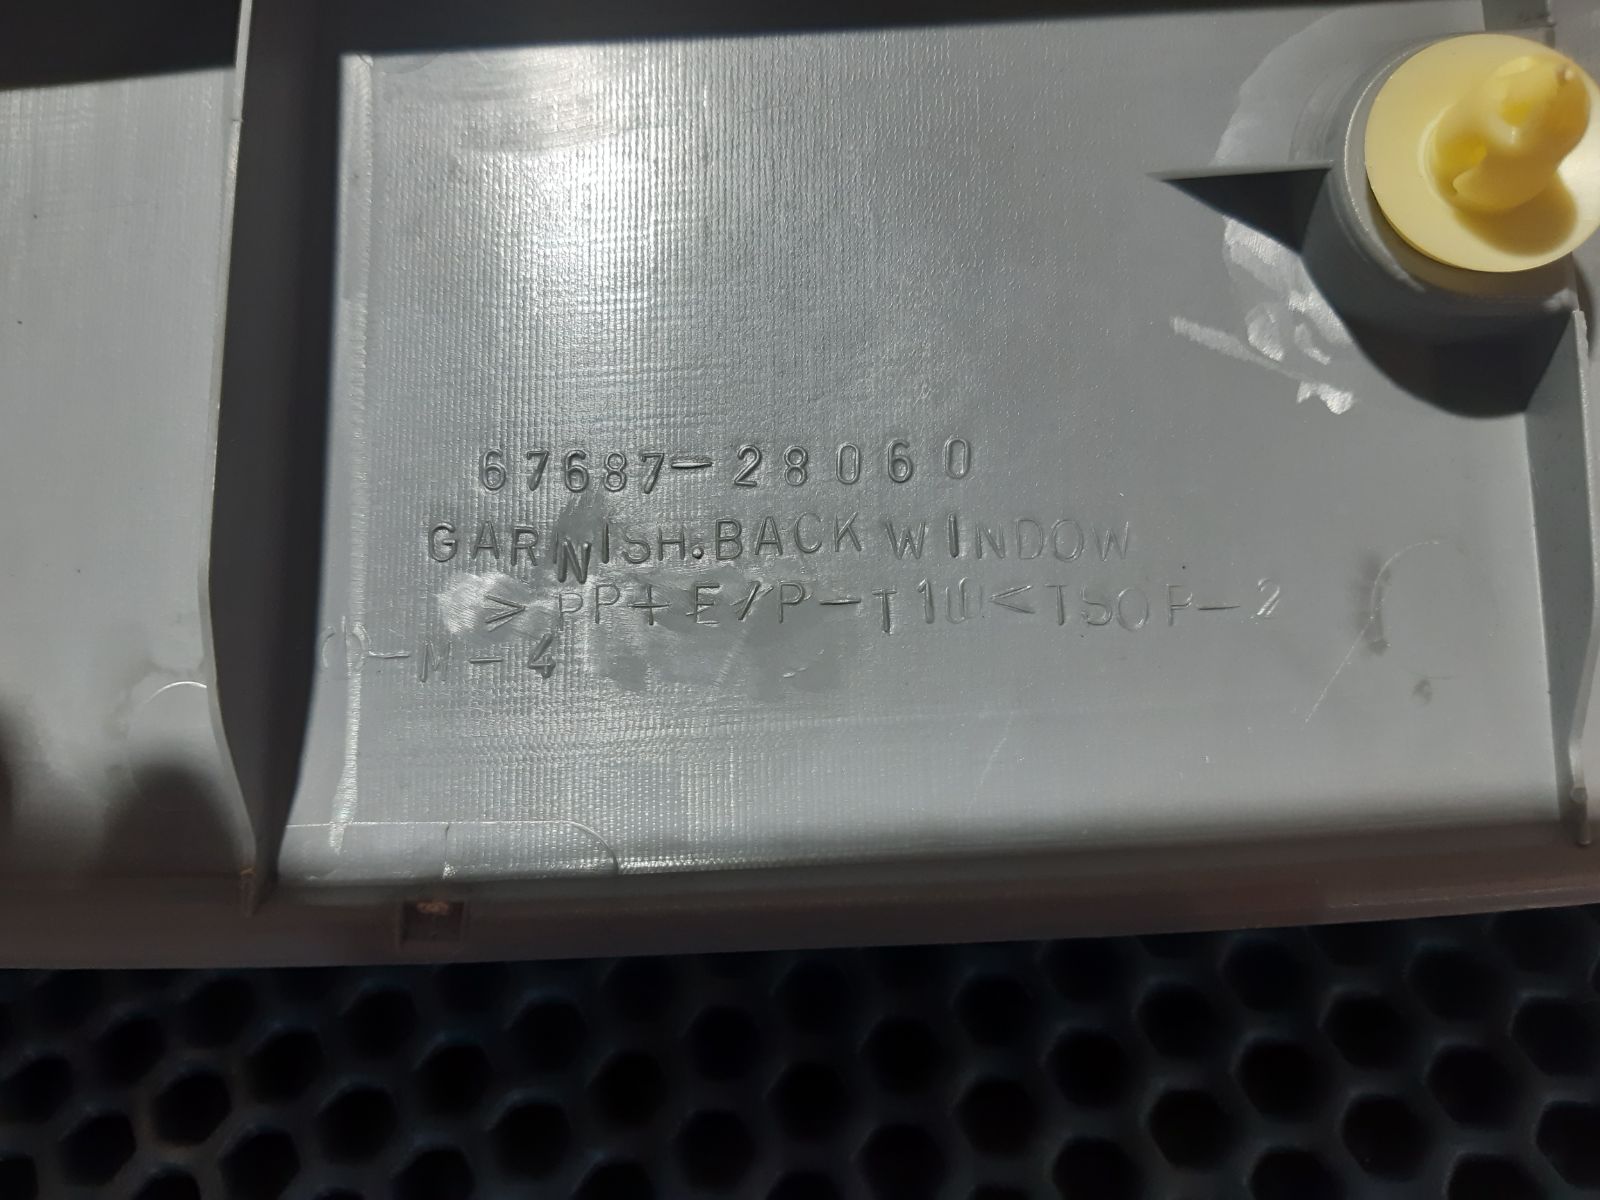 67687-28060
GARNISH.BACK WINDOW
>PP+E/P-T10<TSOP-2
-M-4